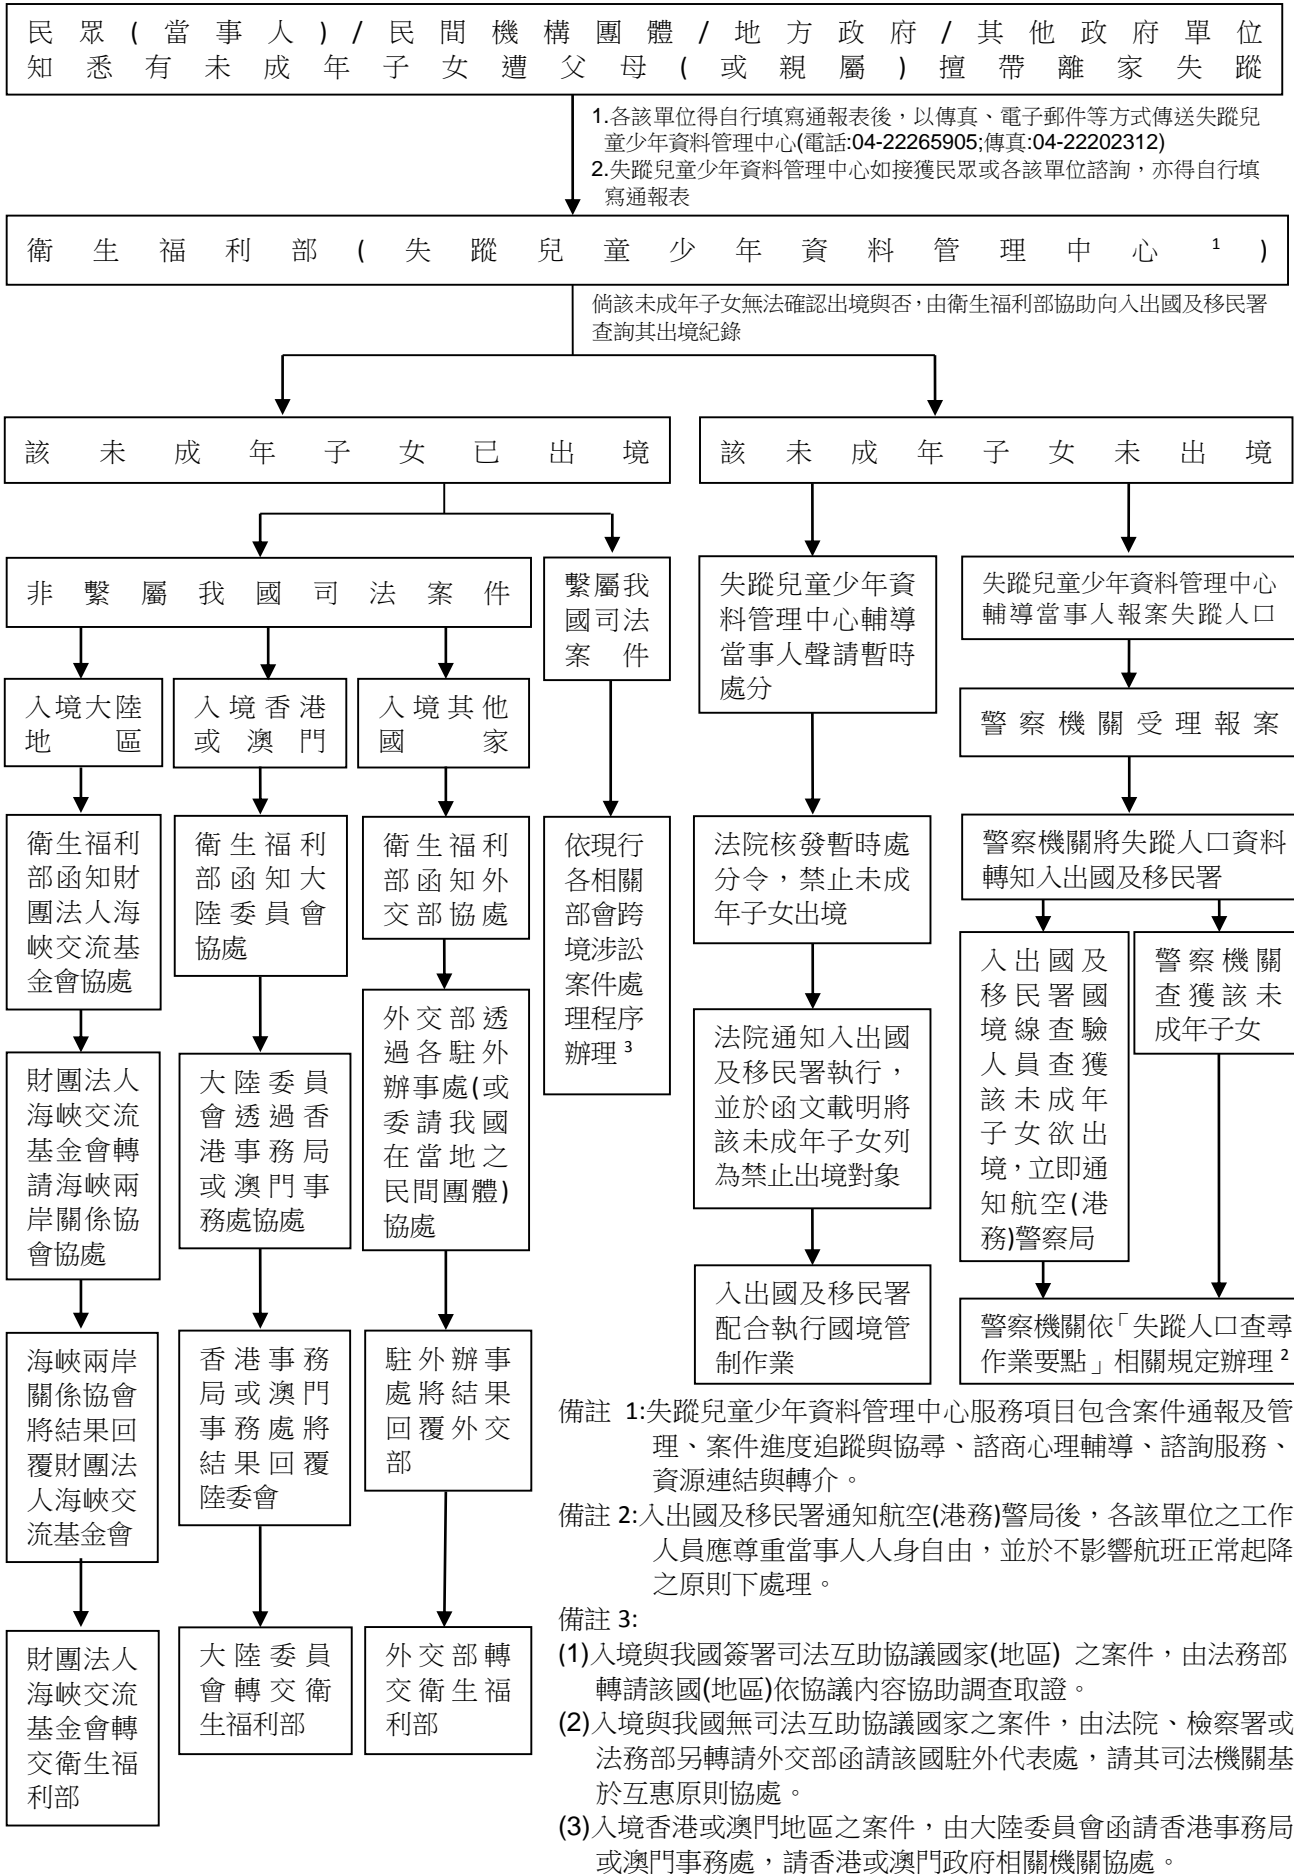 民眾(當事人)/民間機構團體/地方政府/其他政府單位
知悉有未成年子女遭父母(或親屬)擅帶離家失蹤
1.各該單位得自行填寫通報表後，以傳真、電子郵件等方式傳送失蹤兒
童少年資料管理中心(電話:04-22265905;傳真:04-22202312)
2.失蹤兒童少年資料管理中心如接獲民眾或各該單位諮詢，亦得自行填
寫通報表
衛生福利部(失蹤兒童少年資料管理中心1)
倘該未成年子女無法確認出境與否，由衛生福利部協助向入出國及移民署
查詢其出境紀錄
該未成年子女已出境
該未成年子女未出境
非繫屬我國司法案件
繫屬我
國司法
案件
失蹤兒童少年資
料管理中心輔導
當事人聲請暫時
處分
失蹤兒童少年資料管理中心
輔導當事人報案失蹤人口
入境大陸
地區
入境香港
或澳門
入境其他
國家
警察機關受理報案
衛生福利
部函知財
團法人海
峽交流基
金會協處
衛生福利
部函知大
陸委員會
協處
衛生福利
部函知外
交部協處
依現行
各相關
部會跨
境涉訟
案件處
理程序
辦理3
法院核發暫時處
分令，禁止未成
年子女出境
警察機關將失蹤人口資料
轉知入出國及移民署
入出國及
移民署國
境線查驗
人員查獲
該未成年
子女欲出
境，立即通
知航空(港
務)警察局
警察機關
查獲該未
成年子女
財團法人
海峽交流
基金會轉
請海峽兩
岸關係協
會協處
大陸委員
會透過香
港事務局
或澳門事
務處協處
外交部透
過各駐外
辦事處(或
委請我國
在當地之
民間團體)
協處
法院通知入出國
及移民署執行，
並於函文載明將
該未成年子女列
為禁止出境對象
入出國及移民署
配合執行國境管
制作業
警察機關依「失蹤人口查尋
作業要點」相關規定辦理2
海峽兩岸
關係協會
將結果回
覆財團法
人海峽交
流基金會
香港事務
局或澳門
事務處將
結果回覆
陸委會
駐外辦事
處將結果
回覆外交
部
財團法人
海峽交流
基金會轉
交衛生福
利部
大陸委員
會轉交衛
生福利部
外交部轉
交衛生福
利部
備註 1:失蹤兒童少年資料管理中心服務項目包含案件通報及管
理、案件進度追蹤與協尋、諮商心理輔導、諮詢服務、
資源連結與轉介。
備註 2:入出國及移民署通知航空(港務)警局後，各該單位之工作
人員應尊重當事人人身自由，並於不影響航班正常起降
之原則下處理。
備註 3:
(1)入境與我國簽署司法互助協議國家(地區) 之案件，由法務部
轉請該國(地區)依協議內容協助調查取證。
(2)入境與我國無司法互助協議國家之案件，由法院、檢察署或
法務部另轉請外交部函請該國駐外代表處，請其司法機關基
於互惠原則協處。
(3)入境香港或澳門地區之案件，由大陸委員會函請香港事務局
或澳門事務處，請香港或澳門政府相關機關協處。